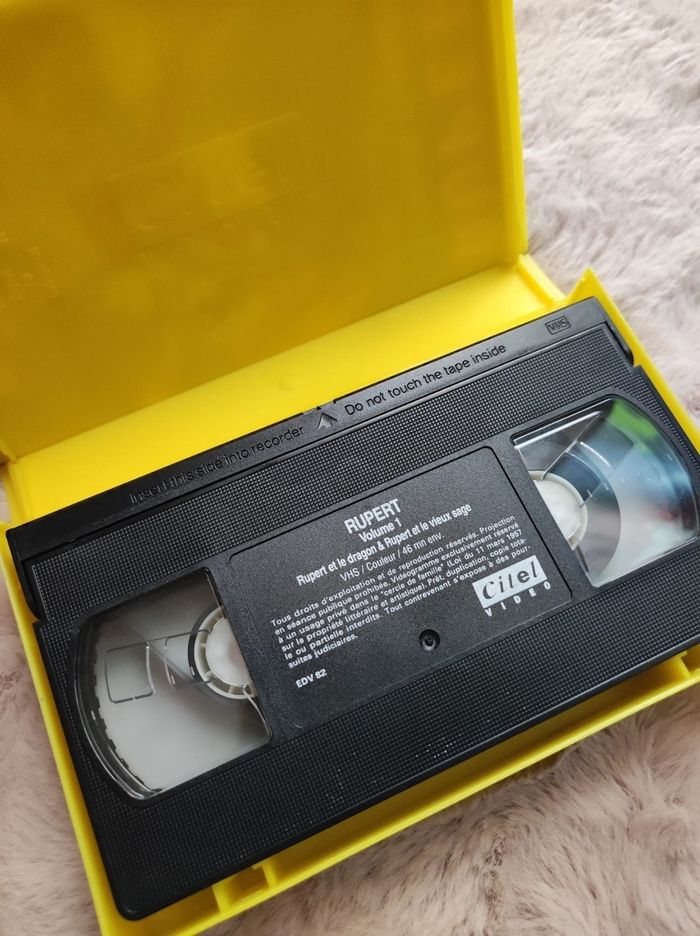 VHS
Insert this side into recorder Do not touch the tape inside
RUPERT
Volume 1
Rupert et le dragon & Rupert et le vieux sage
VHS / Couleur / 46 mn env.
Tous droits d'exploitation et de reproduction réservés. Projection
en séance publique prohibée. Vidéogramme exclusivement réservé
à un usage privé dans le "cercle de famille" (Loi du 11 mars 1957
sur la propriété littéraire et artistique). Prêt, duplication, copie tota-
le ou partielle interdits. Tout contrevenant s'expose à des pour-
suites judiciaires.
EDV 82
Citel
VIDEO